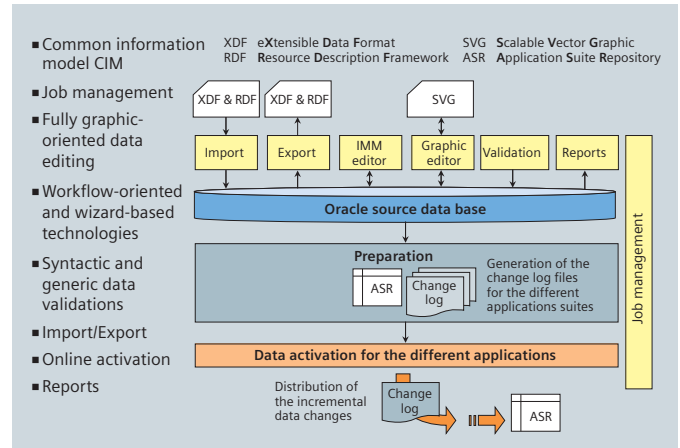 ▪ Common information
model CIM
▪ Job management
▪ Fully graphic-
oriented data
editing
▪ Workflow-oriented
and wizard-based
technologies
▪ Syntactic and
generic data
validations
▪ Import/Export
▪ Online activation
▪ Reports
XDF eXtensible Data Format
RDF Resource Description Framework
SVG Scalable Vector Graphic
ASR Application Suite Repository
XDF & RDF
XDF & RDF
SVG
Import
Export
IMM
editor
Graphic
editor
Validation
Reports
Oracle source data base
Preparation
ASR
Change
log
Generation of the
change log files
for the different
applications suites
Job management
Data activation for the different applications
Distribution of
the incremental
data changes
Change
log
ASR